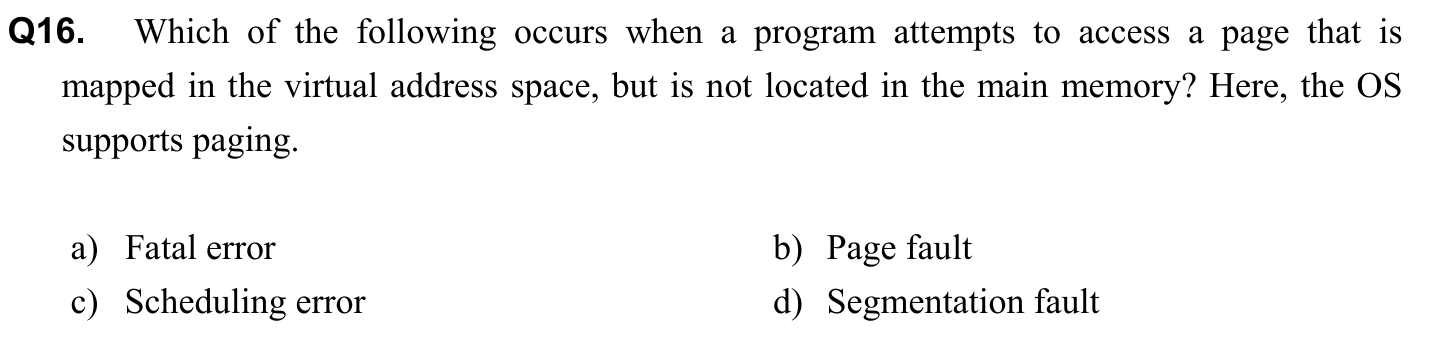 Q16. Which of the following occurs when a program attempts to access a page that is
mapped in the virtual address space, but is not located in the main memory? Here, the OS
supports paging.
a) Fatal error b) Page fault
c) Scheduling error d) Segmentation fault